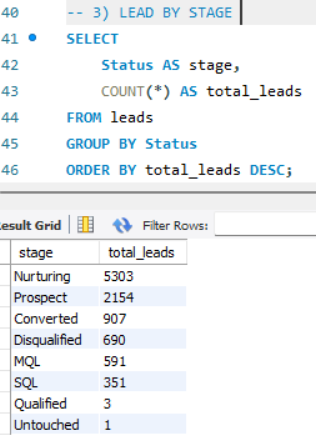 40 -- 3) LEAD BY STAGE
41 SELECT
42 Status AS stage,
43 COUNT(*) AS total_leads
44 FROM leads
45 GROUP BY Status
46 ORDER BY total_leads DESC;
Result Grid Filter Rows:
stage total_leads
Nurturing 5303
Prospect 2154
Converted 907
Disqualified 690
MQL 591
SQL 351
Qualified 3
Untouched 1